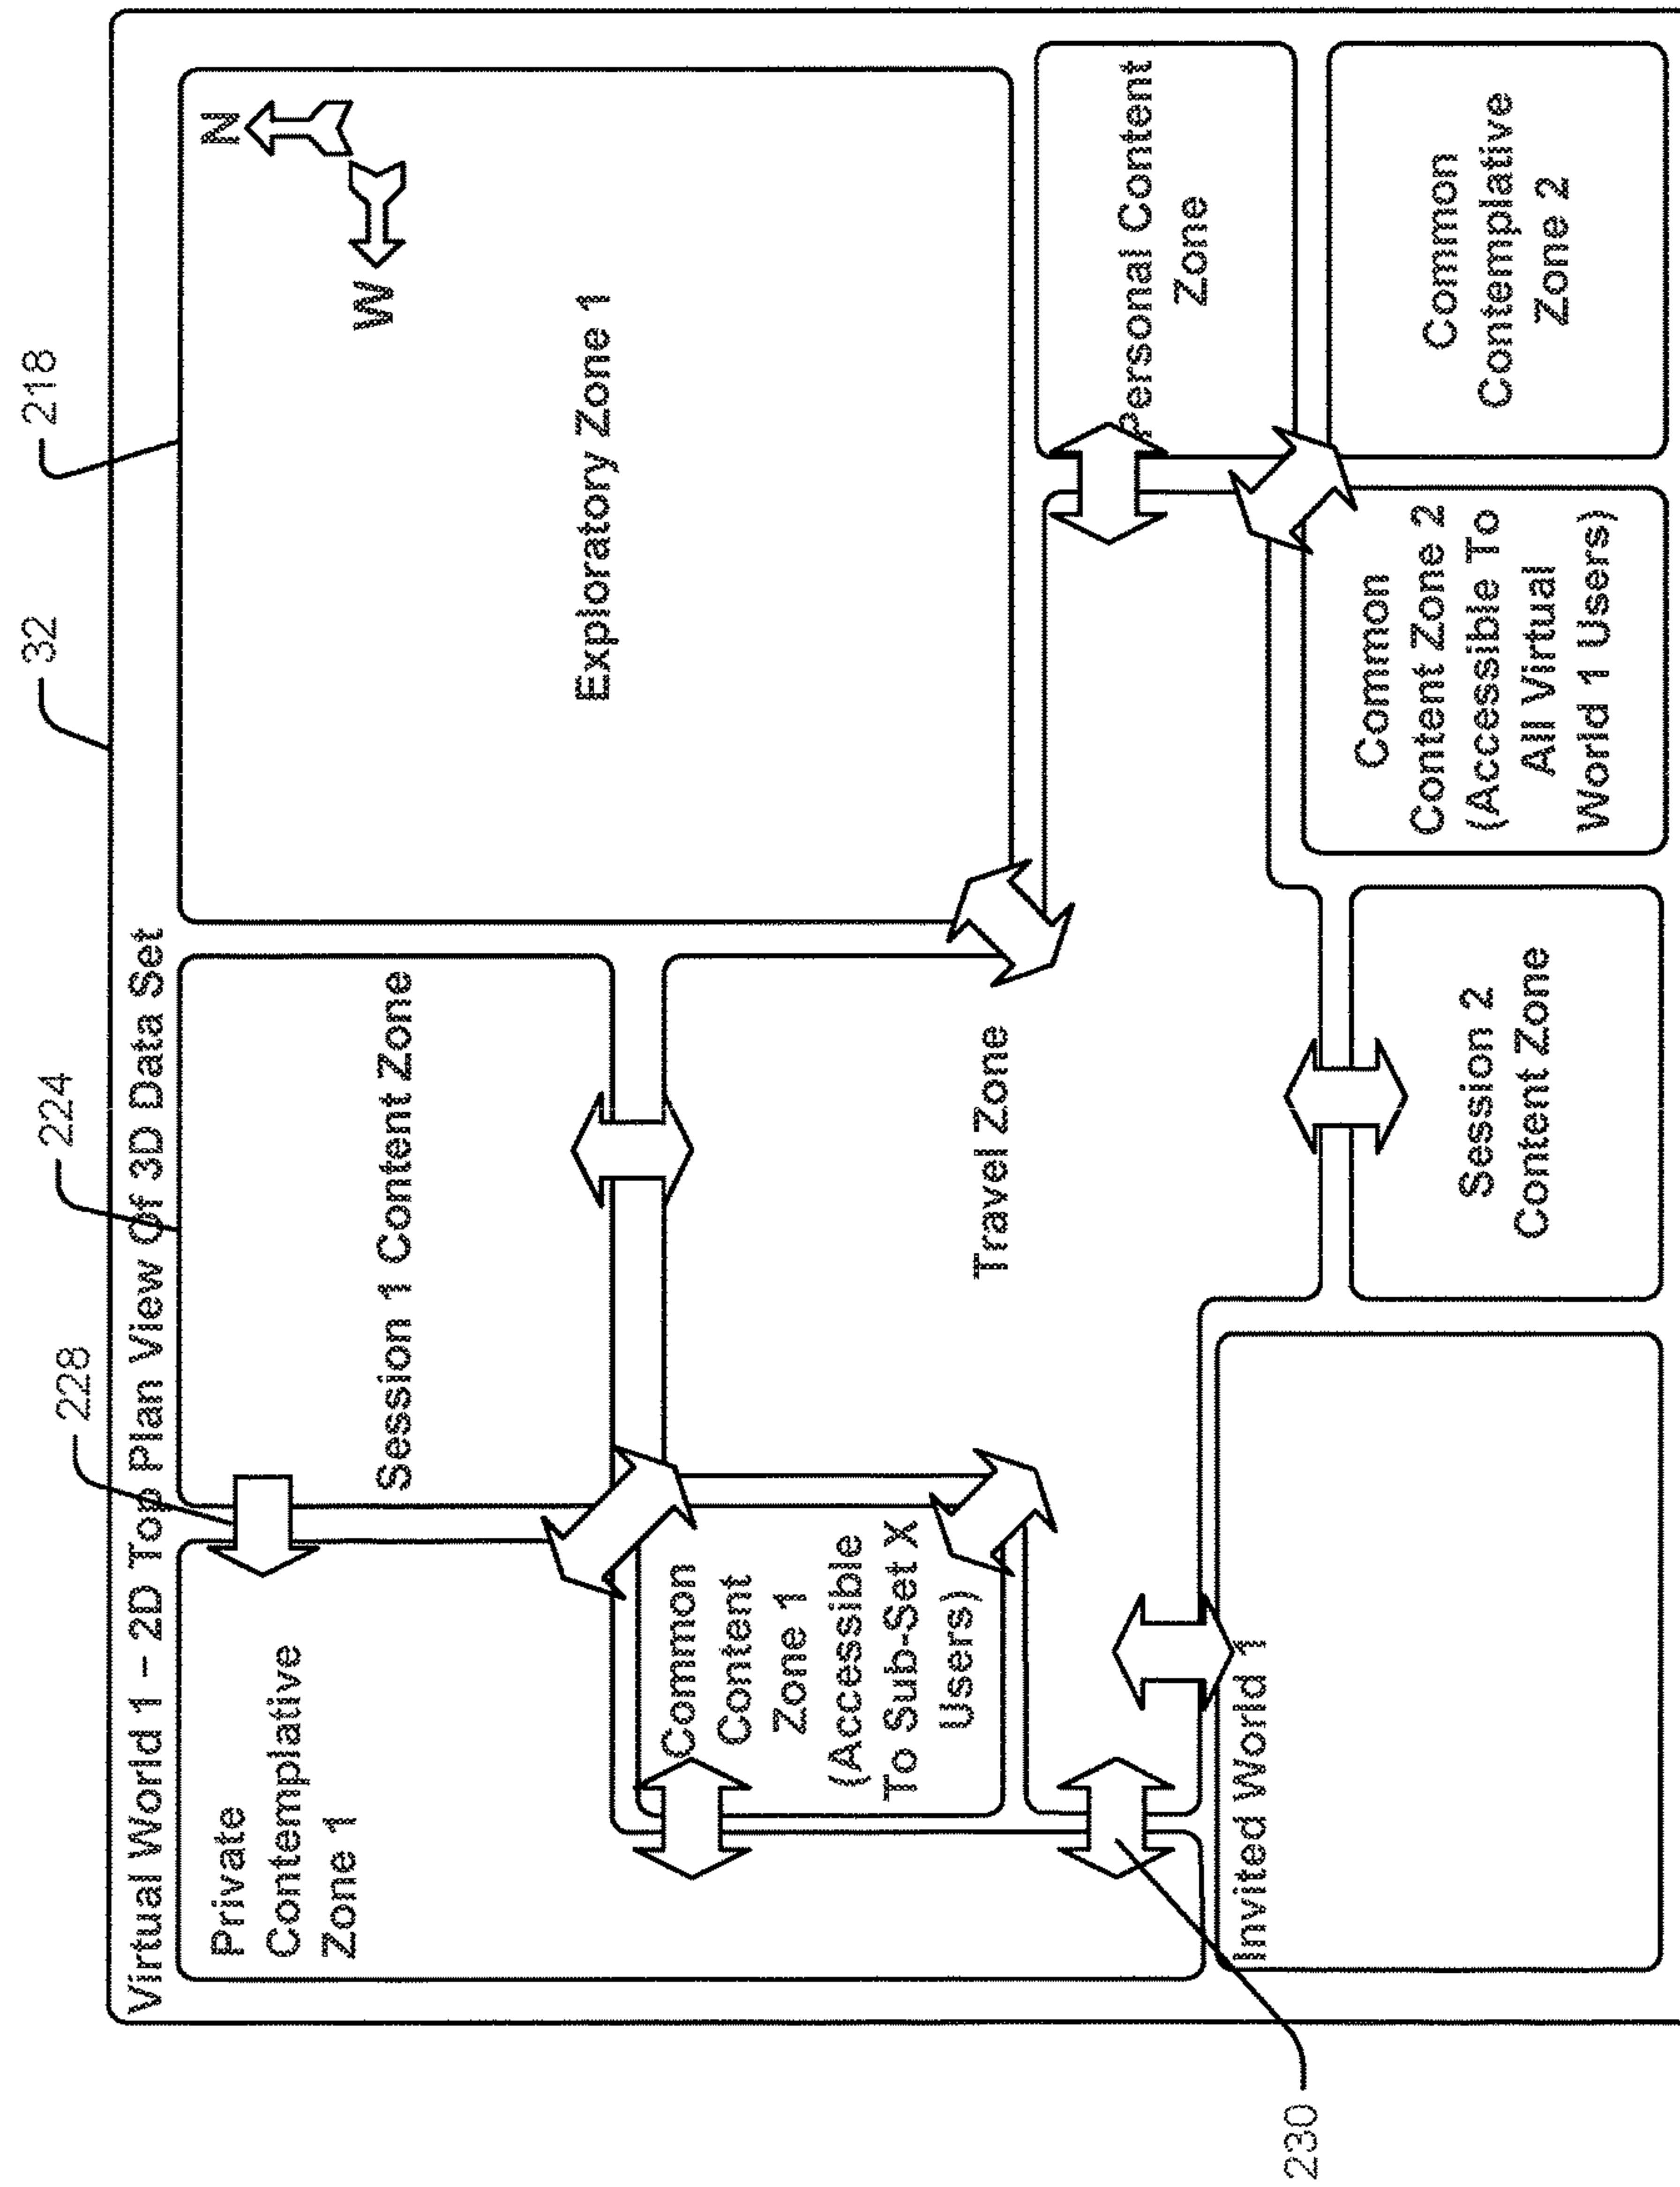 230
228
224
32
218
Virtual World 1 – 2D Top Plan View Of 3D Data Set
Private
Contemplative
Zone 1
Session 1 Content Zone
Exploratory Zone 1
N
W
Common
Content
Zone 1
(Accessible
To Sub-Set X
Users)
Travel Zone
Personal Content
Zone
Invited World 1
Session 2
Content Zone
Common
Content Zone 2
(Accessible To
All Virtual
World 1 Users)
Common
Contemplative
Zone 2